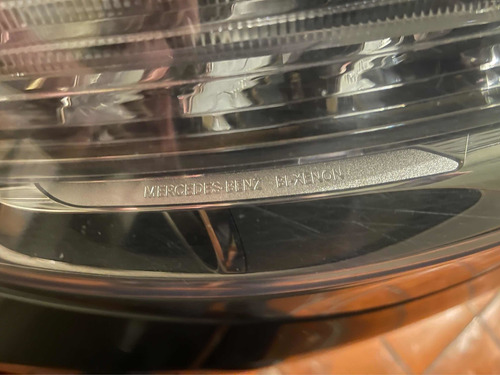 MERCEDES BENZ - BI XENON